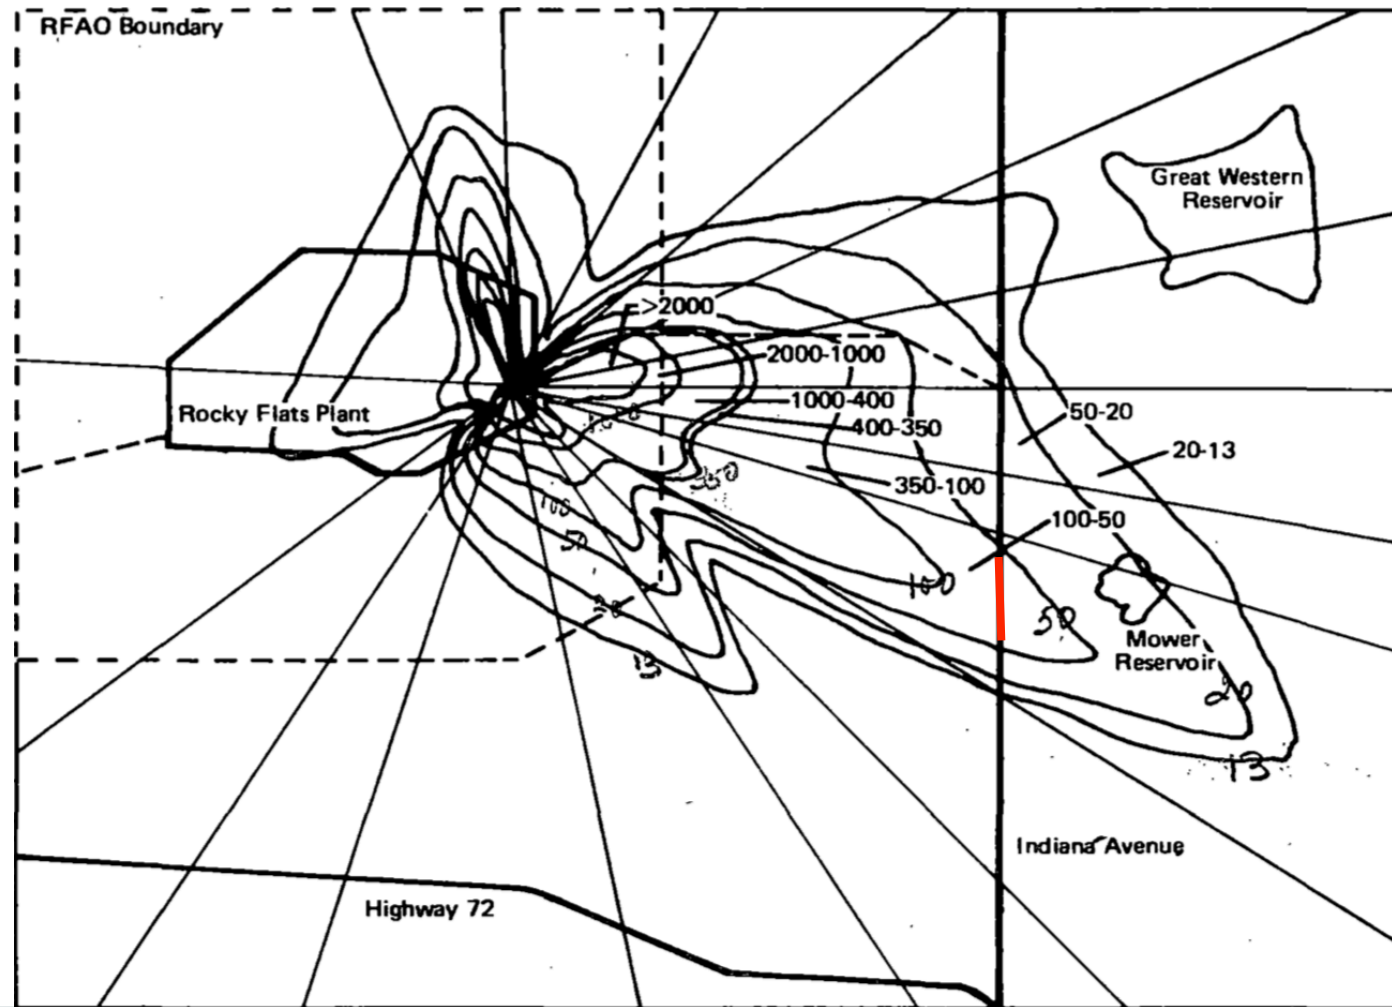 RFAO Boundary
Great Western
Reservoir
>2000
2000-1000
Rocky Flats Plant
1000-400
50-20
400-350
20-13
350-100
100
100-50
50
100
20
50
Mower
Reservoir
13
20
13
Indiana Avenue
Highway 72